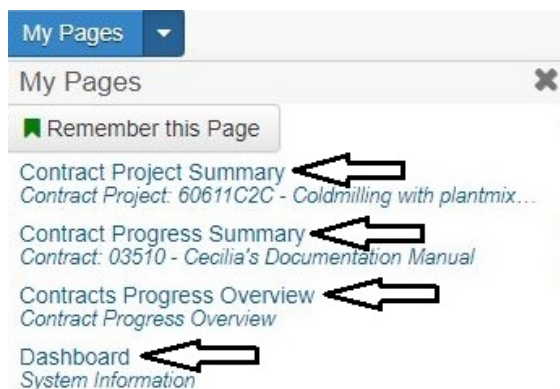 My Pages
My Pages
Remember this Page
Contract Project Summary
Contract Project: 60611C2C - Coldmilling with plantmix...
Contract Progress Summary
Contract: 03510 - Cecilia's Documentation Manual
Contracts Progress Overview
Contract Progress Overview
Dashboard
System Information